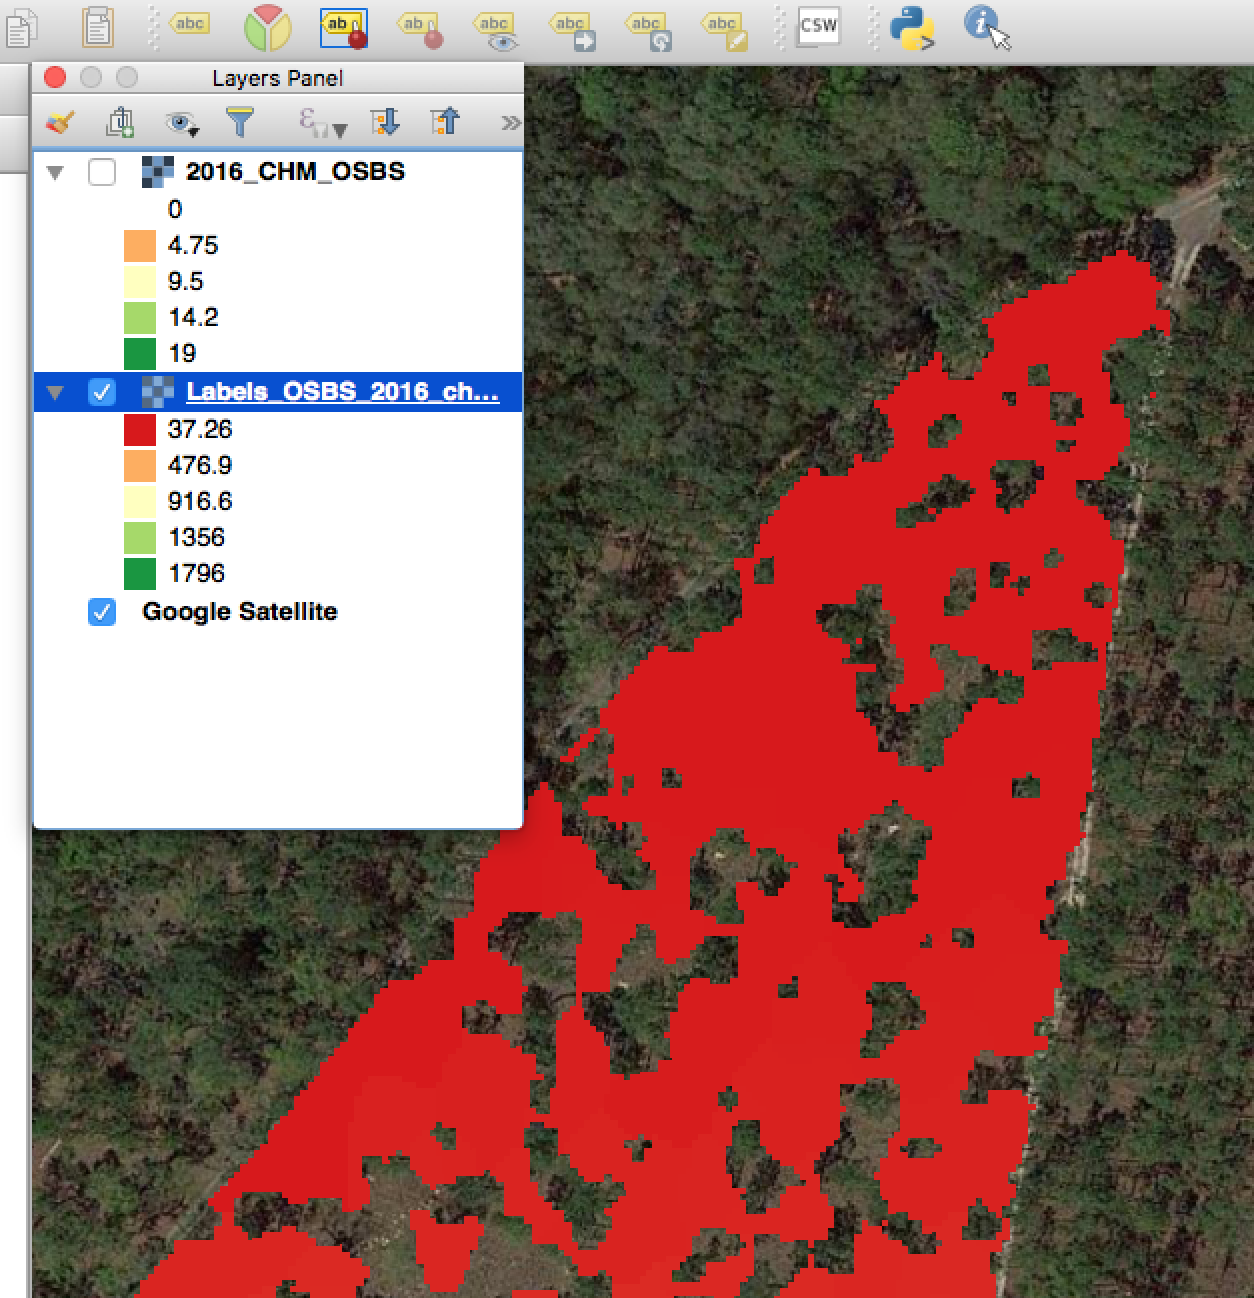 abc
ab
abc
abc
abc
abc
CSW
Layers Panel
2016_CHM_OSBS
0
4.75
9.5
14.2
19
Labels_OSBS_2016_ch...
37.26
476.9
916.6
1356
1796
Google Satellite